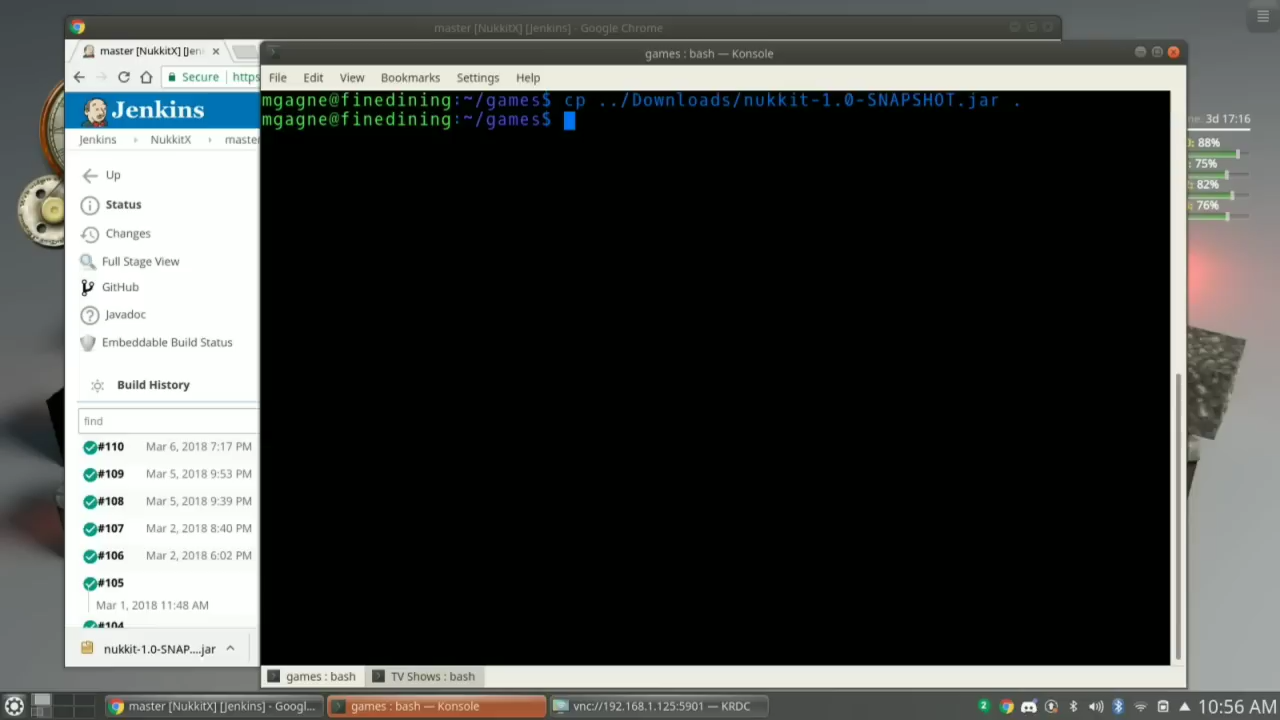 master [NukkitX] [Jenkins] - Google Chrome
master [NukkitX] [Jen
Secure
https
Jenkins
Jenkins
NukkitX
master
Up
Status
Changes
Full Stage View
GitHub
Javadoc
Embeddable Build Status
Build History
find
#110 Mar 6, 2018 7:17 PM
#109 Mar 5, 2018 9:53 PM
#108 Mar 5, 2018 9:39 PM
#107 Mar 2, 2018 8:40 PM
#106 Mar 2, 2018 6:02 PM
#105
Mar 1, 2018 11:48 AM
#104
nukkit-1.0-SNAP....jar
games : bash — Konsole
File Edit View Bookmarks Settings Help
mgagne@finedining:~/games$ cp ../Downloads/nukkit-1.0-SNAPSHOT.jar .
mgagne@finedining:~/games$
games : bash
TV Shows : bash
ne: 3d 17:16
: 88%
: 75%
: 82%
: 76%
master [NukkitX] [Jenkins] - Googl...
games : bash — Konsole
vnc://192.168.1.125:5901 — KRDC
2
10:56 AM